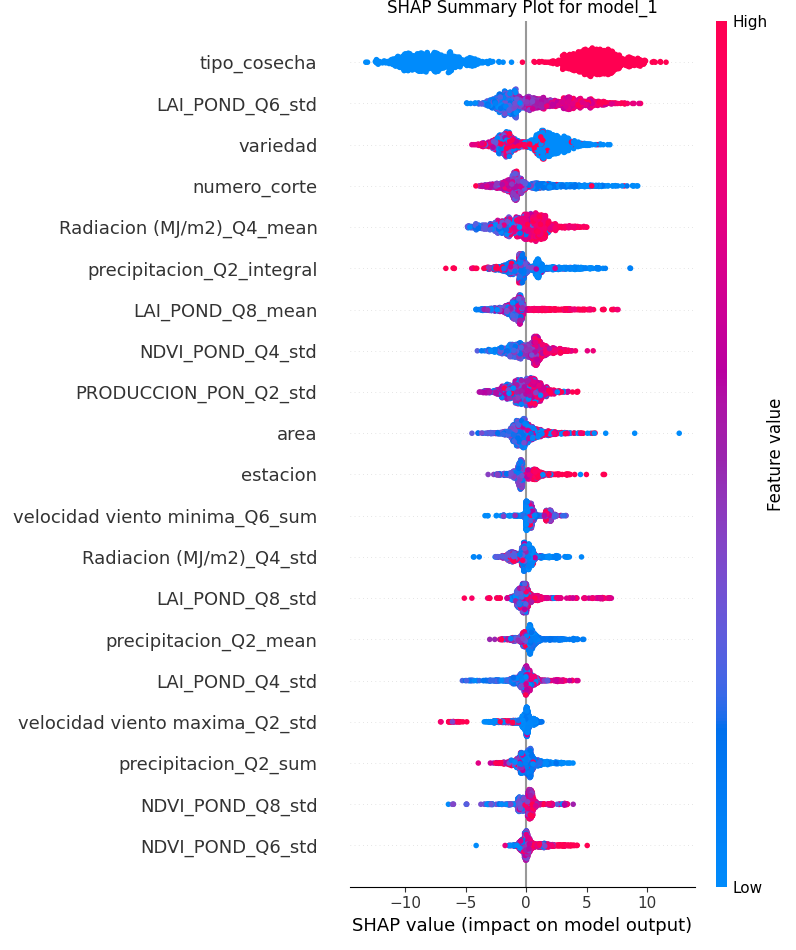 SHAP Summary Plot for model_1
High
tipo_cosecha
LAI_POND_Q6_std
variedad
numero_corte
Radiacion (MJ/m2)_Q4_mean
precipitacion_Q2_integral
LAI_POND_Q8_mean
NDVI_POND_Q4_std
PRODUCCION_PON_Q2_std
area
estacion
velocidad viento minima_Q6_sum
Radiacion (MJ/m2)_Q4_std
LAI_POND_Q8_std
precipitacion_Q2_mean
LAI_POND_Q4_std
velocidad viento maxima_Q2_std
precipitacion_Q2_sum
NDVI_POND_Q8_std
NDVI_POND_Q6_std
Feature value
Low
−10 −5 0 5 10
SHAP value (impact on model output)